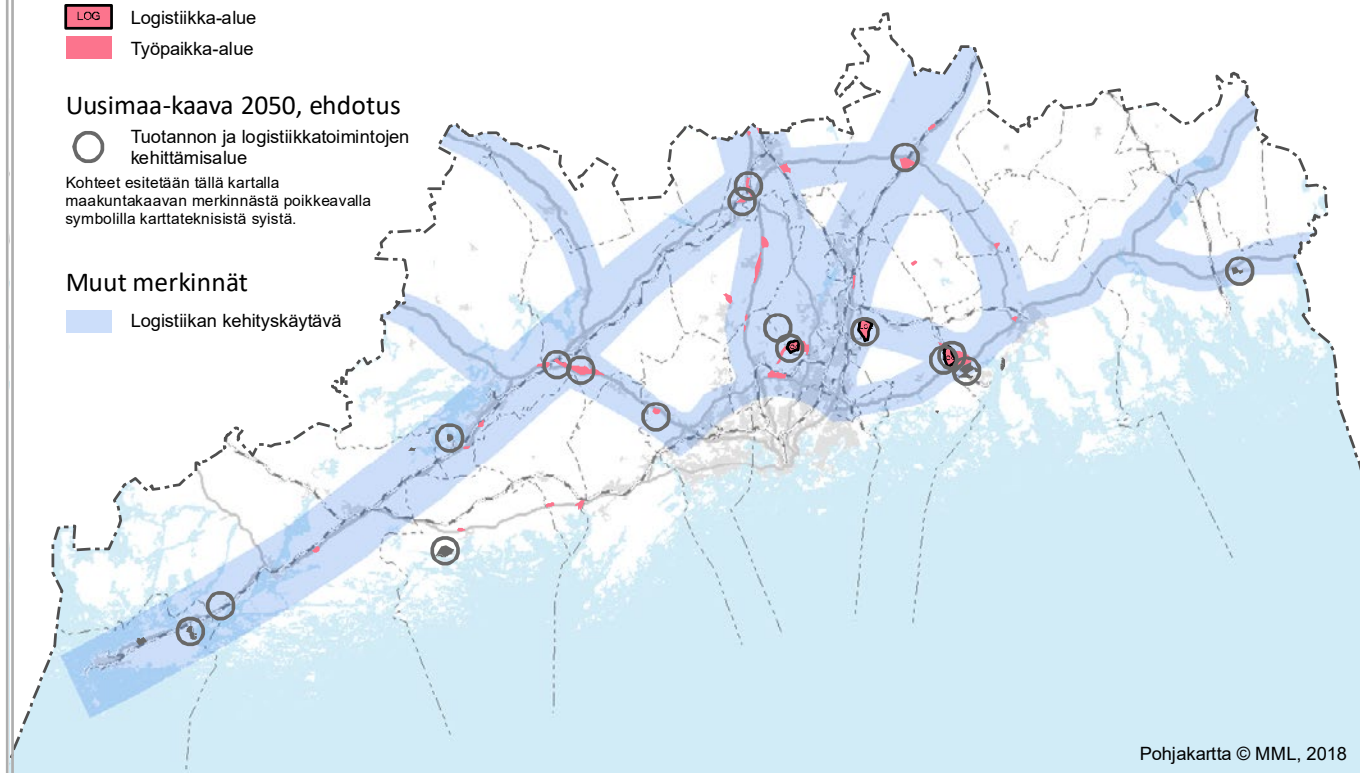 LOG Logistiikka-alue
Työpaikka-alue
Uusimaa-kaava 2050, ehdotus
Tuotannon ja logistiikkatoimintojen
kehittämisalue
Kohteet esitetään tällä kartalla
maakuntakaavan merkinnästä poikkeavalla
symbolilla karttateknisistä syistä.
Muut merkinnät
Logistiikan kehityskäytävä
Pohjakartta © MML, 2018